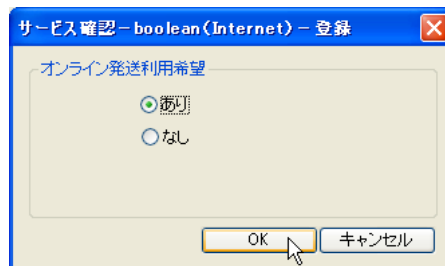 サービス確認－boolean(Internet)－登録
オンライン発送利用希望
あり
なし
OK
キャンセル